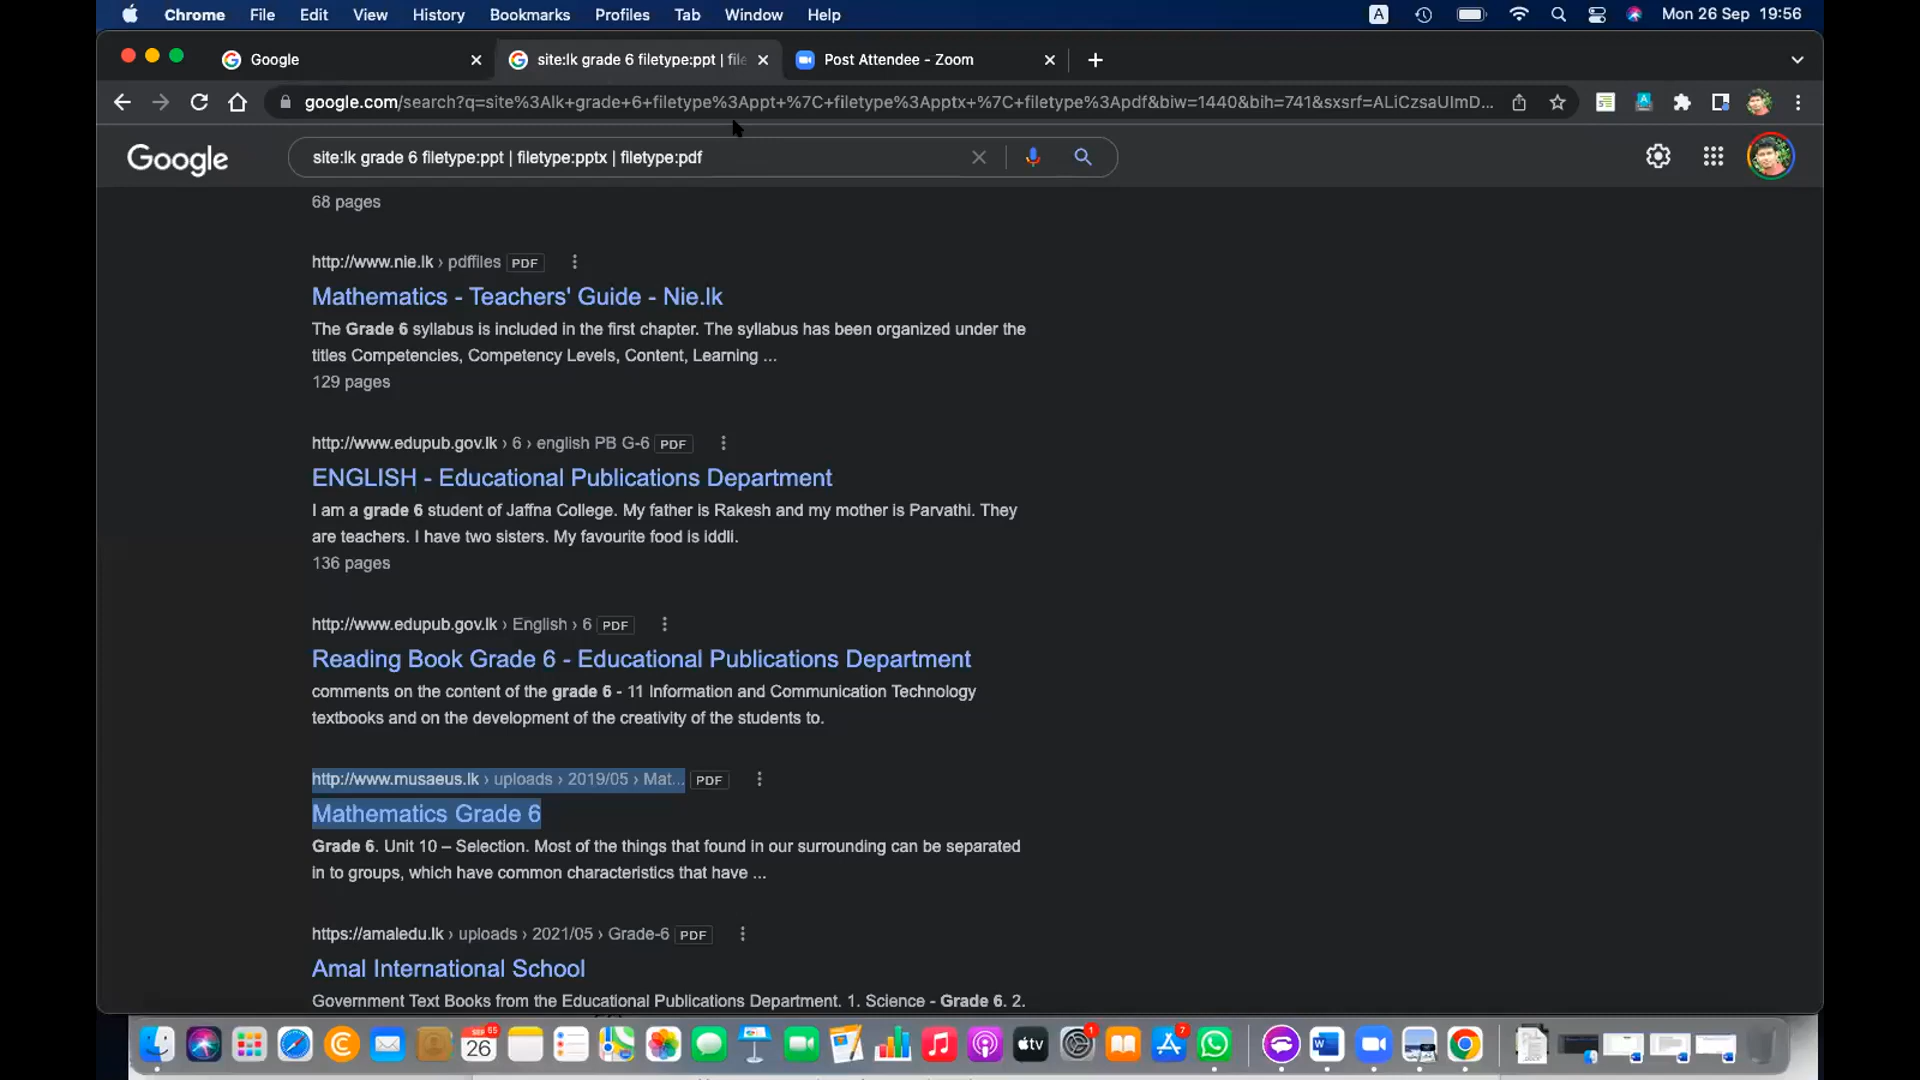 Chrome File Edit View History Bookmarks Profiles Tab Window Help A Mon 26 Sep 19:56
Google site:lk grade 6 filetype:ppt | file Post Attendee - Zoom
google.com/search?q=site%3Alk+grade+6+filetype%3Appt+%7C+filetype%3Apptx+%7C+filetype%3Apdf&biw=1440&bih=741&sxsrf=ALiCzsaUImD...
Google site:lk grade 6 filetype:ppt | filetype:pptx | filetype:pdf
68 pages
http://www.nie.lk › pdffiles PDF
Mathematics - Teachers' Guide - Nie.lk
The Grade 6 syllabus is included in the first chapter. The syllabus has been organized under the
titles Competencies, Competency Levels, Content, Learning ...
129 pages
http://www.edupub.gov.lk › 6 › english PB G-6 PDF
ENGLISH - Educational Publications Department
I am a grade 6 student of Jaffna College. My father is Rakesh and my mother is Parvathi. They
are teachers. I have two sisters. My favourite food is iddli.
136 pages
http://www.edupub.gov.lk › English › 6 PDF
Reading Book Grade 6 - Educational Publications Department
comments on the content of the grade 6 - 11 Information and Communication Technology
textbooks and on the development of the creativity of the students to.
http://www.musaeus.lk › uploads › 2019/05 › Mat... PDF
Mathematics Grade 6
Grade 6. Unit 10 – Selection. Most of the things that found in our surrounding can be separated
in to groups, which have common characteristics that have ...
https://amaledu.lk › uploads › 2021/05 › Grade-6 PDF
Amal International School
Government Text Books from the Educational Publications Department. 1. Science - Grade 6. 2.
SEP 65 26 tv 1 7 W